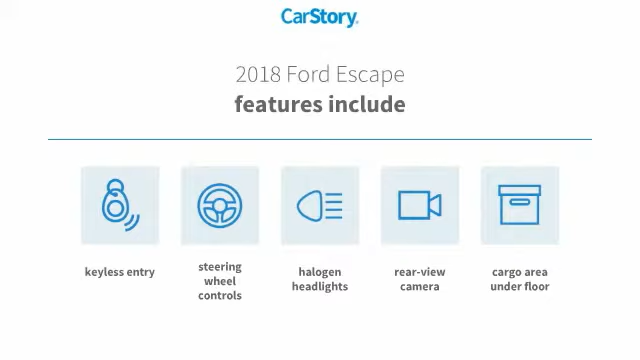 CarStory
2018 Ford Escape
features include
keyless entry
steering
wheel
controls
halogen
headlights
rear-view
camera
cargo area
under floor